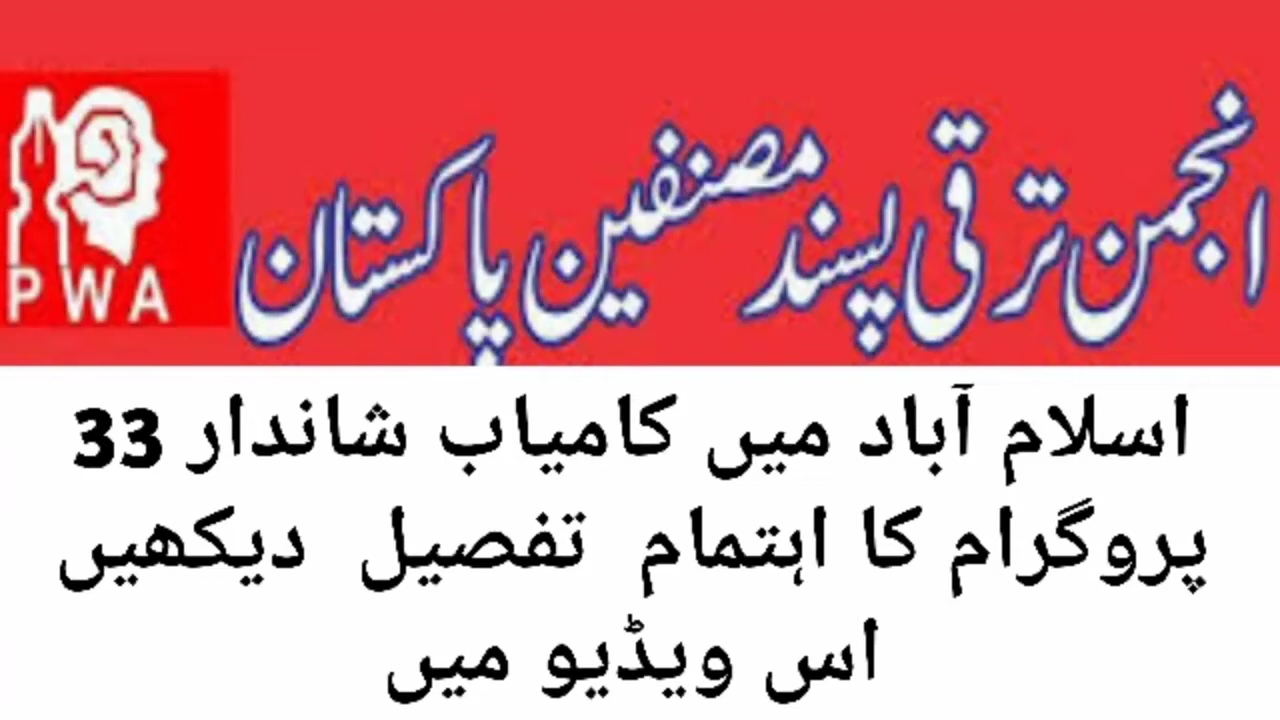 انجمن ترقی پسند مصنفین پاکستان
PWA
اسلام آباد میں کامیاب شاندار 33
پروگرام کا اہتمام تفصیل دیکھیں
اس ویڈیو میں